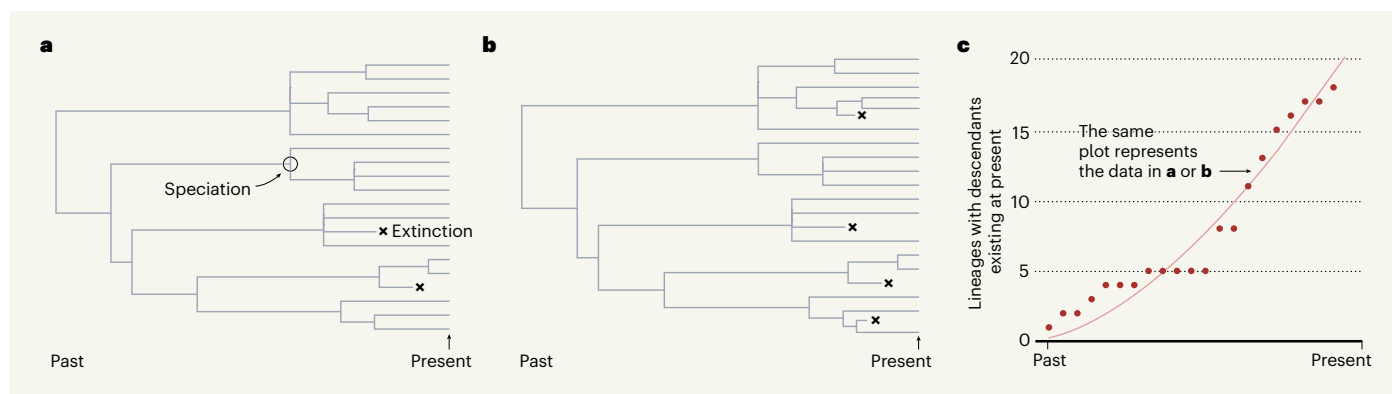 a
Speciation
Extinction
Past
Present
b
Past
Present
c
Lineages with descendants
existing at present
20
15
10
5
0
The same
plot represents
the data in a or b
Past
Present